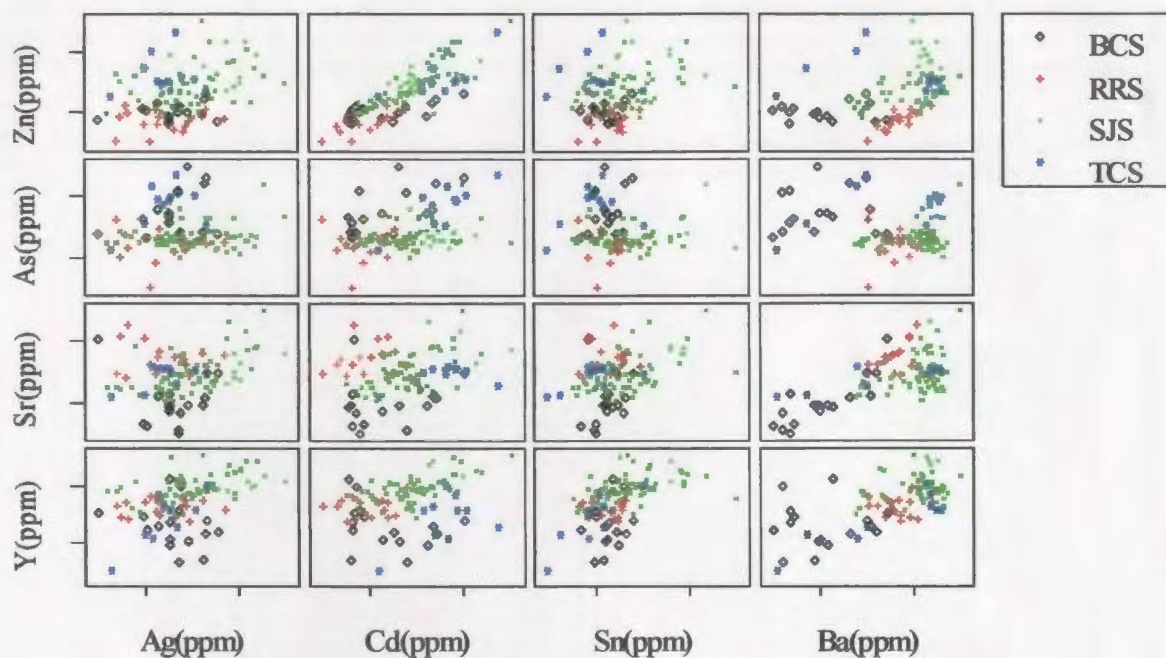 Zn(ppm)
As(ppm)
Sr(ppm)
Y(ppm)
Ag(ppm)
Cd(ppm)
Sn(ppm)
Ba(ppm)
BCS
RRS
SJS
TCS